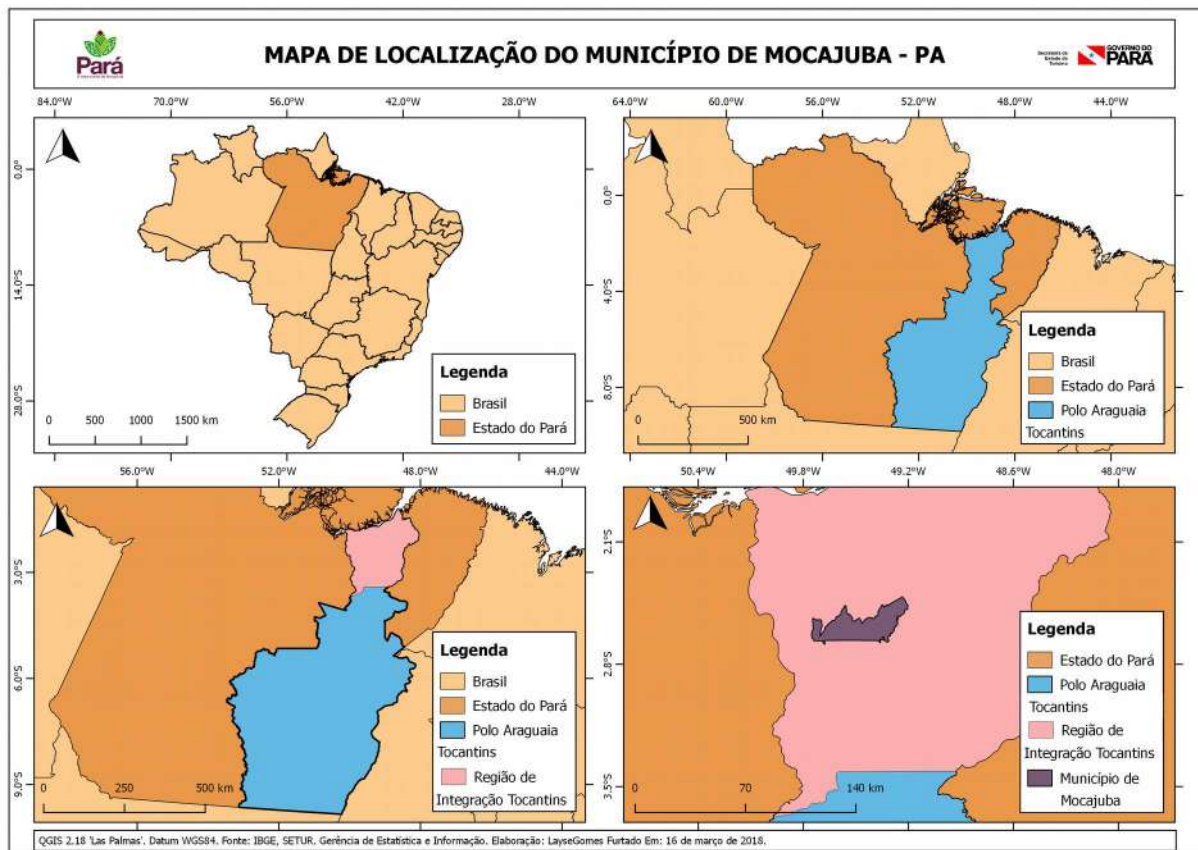 Pará
MAPA DE LOCALIZAÇÃO DO MUNICÍPIO DE MOCAJUBA - PA
Secretaria de
Estado de
Turismo
GOVERNO DO
PARÁ
84.0°W 70.0°W 56.0°W 42.0°W 28.0°W
0.0°
14.0°S
28.0°S
Legenda
Brasil
Estado do Pará
0 500 1000 1500 km
64.0°W 60.0°W 56.0°W 52.0°W 48.0°W 44.0°W
0.0°
4.0°S
8.0°S
Legenda
Brasil
Estado do Pará
Polo Araguaia
Tocantins
0 500 km
56.0°W 52.0°W 48.0°W 44.0°W
3.0°S
6.0°S
9.0°S
Legenda
Brasil
Estado do Pará
Polo Araguaia
Tocantins
Região de
Integração Tocantins
0 250 500 km
50.4°W 49.8°W 49.2°W 48.6°W 48.0°W
2.1°S
2.8°S
3.5°S
Legenda
Estado do Pará
Polo Araguaia
Tocantins
Região de
Integração Tocantins
Município de
Mocajuba
0 70 140 km
QGIS 2.18 'Las Palmas'. Datum WGS84. Fonte: IBGE, SETUR. Gerência de Estatística e Informação. Elaboração: LayseGomes Furtado Em: 16 de março de 2018.